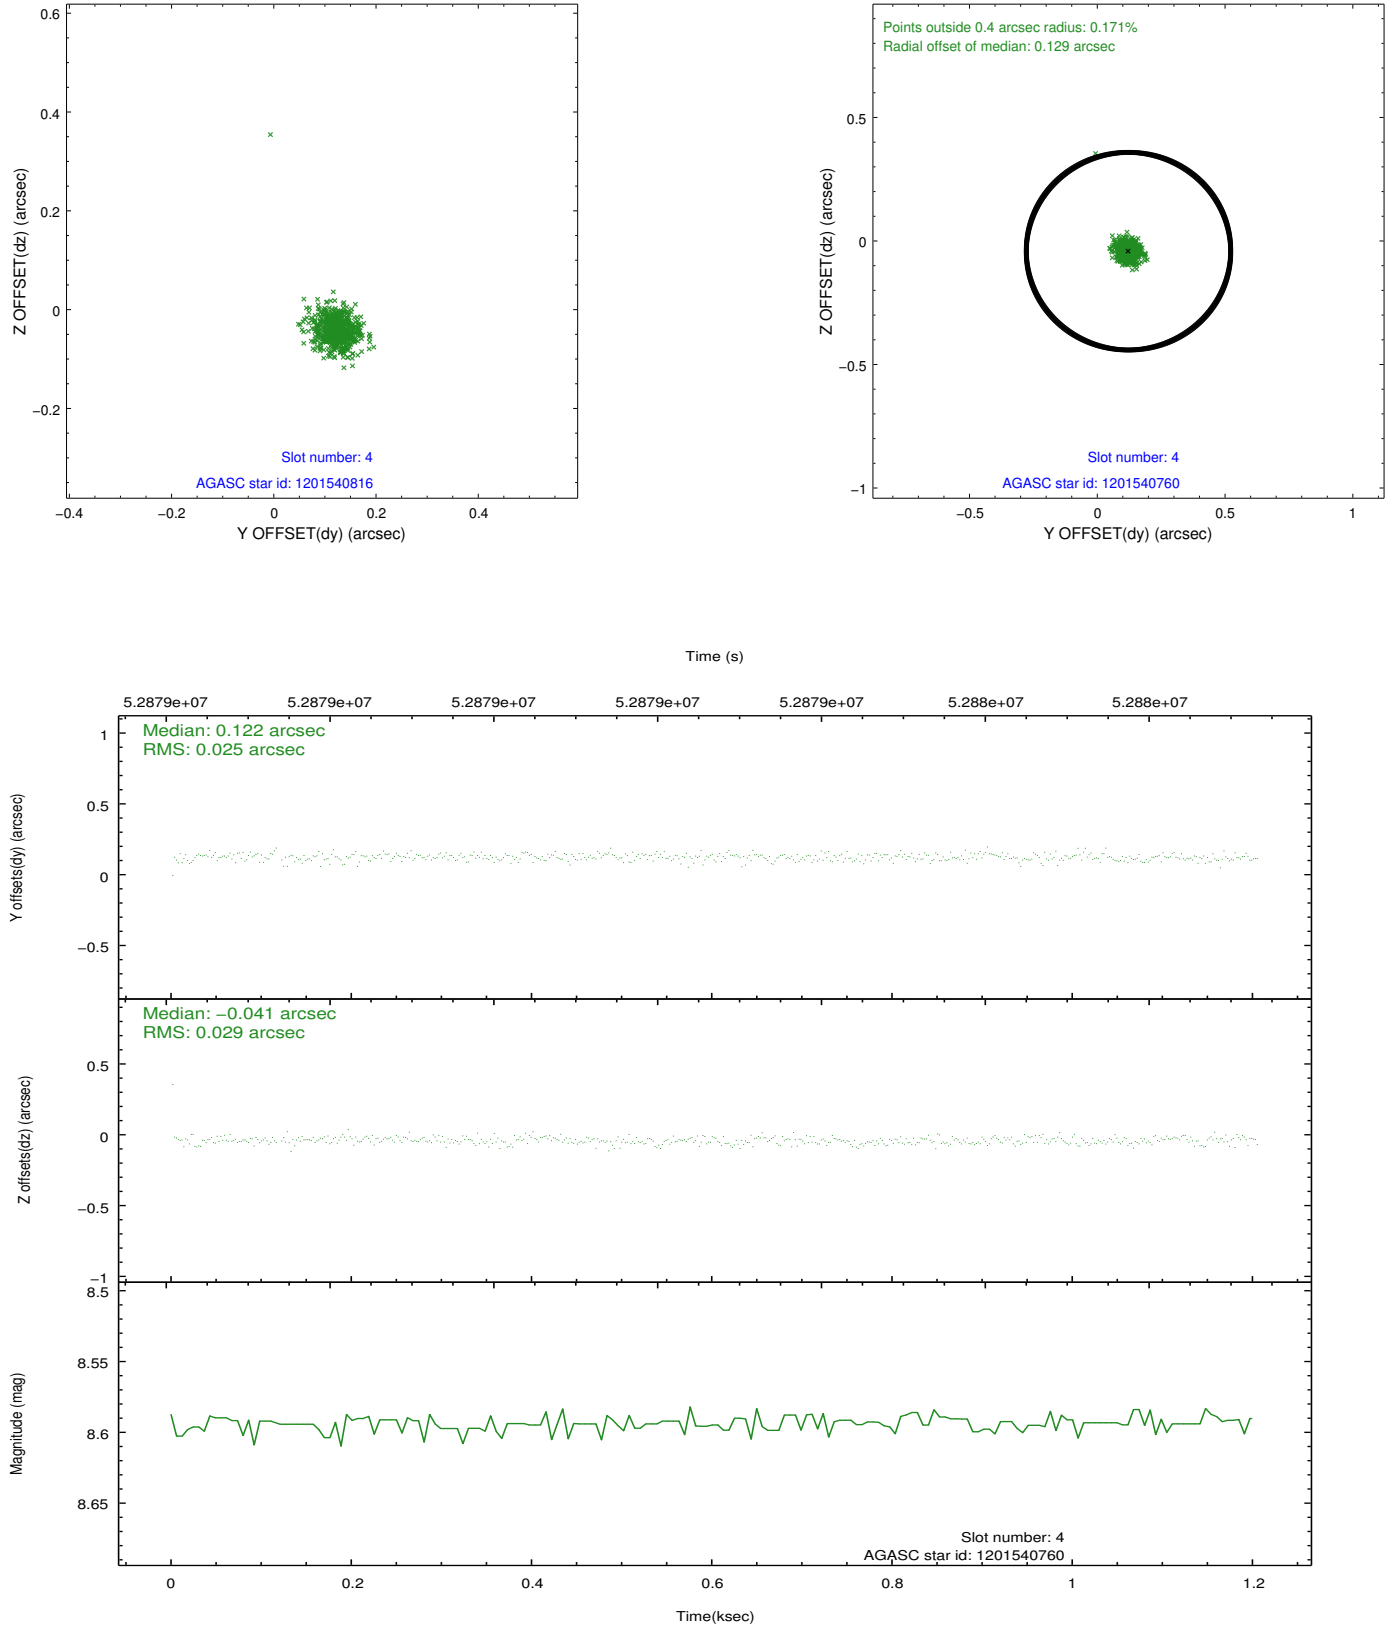 0.6
0.4
0.2
0
−0.2
Z OFFSET(dz) (arcsec)
Slot number: 4
AGASC star id: 1201540816
−0.4
−0.2
0
0.2
0.4
Y OFFSET(dy) (arcsec)
Points outside 0.4 arcsec radius: 0.171%
Radial offset of median: 0.129 arcsec
0.5
0
−0.5
−1
Z OFFSET(dz) (arcsec)
Slot number: 4
AGASC star id: 1201540760
−0.5
0
0.5
1
Y OFFSET(dy) (arcsec)
Time (s)
5.2879e+07
5.2879e+07
5.2879e+07
5.2879e+07
5.2879e+07
5.288e+07
5.288e+07
Median: 0.122 arcsec
RMS: 0.025 arcsec
1
0.5
0
−0.5
Y offsets(dy) (arcsec)
Median: −0.041 arcsec
RMS: 0.029 arcsec
0.5
0
−0.5
−1
Z offsets(dz) (arcsec)
8.5
8.55
8.6
8.65
Magnitude (mag)
Slot number: 4
AGASC star id: 1201540760
0
0.2
0.4
0.6
0.8
1
1.2
Time(ksec)